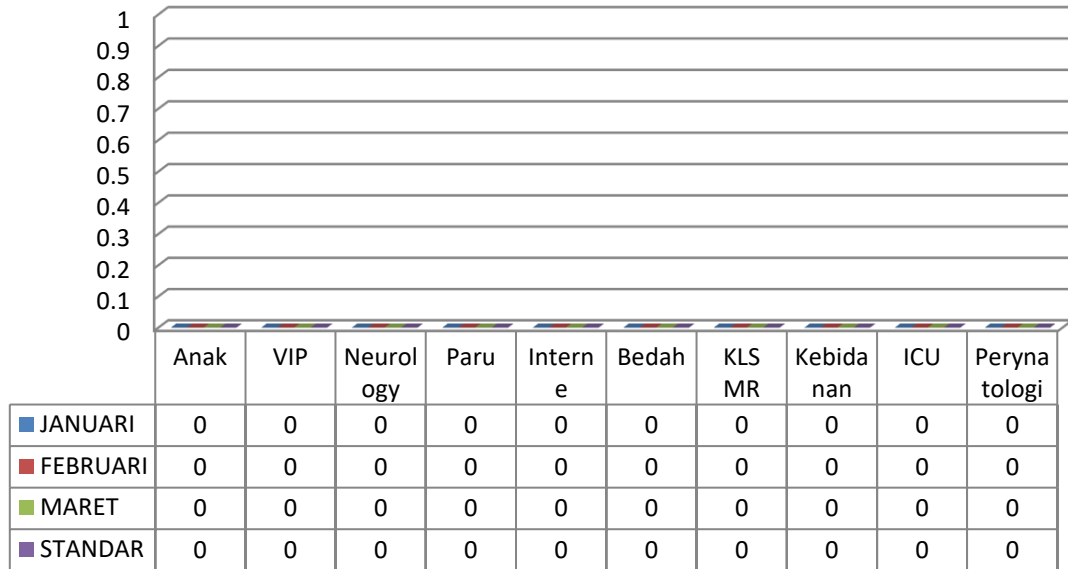 1
0.9
0.8
0.7
0.6
0.5
0.4
0.3
0.2
0.1
0
Anak VIP Neurol Paru Intern Bedah KLS Kebida ICU Peryna
ogy e MR nan tologi
JANUARI 0 0 0 0 0 0 0 0 0 0
FEBRUARI 0 0 0 0 0 0 0 0 0 0
MARET 0 0 0 0 0 0 0 0 0 0
STANDAR 0 0 0 0 0 0 0 0 0 0